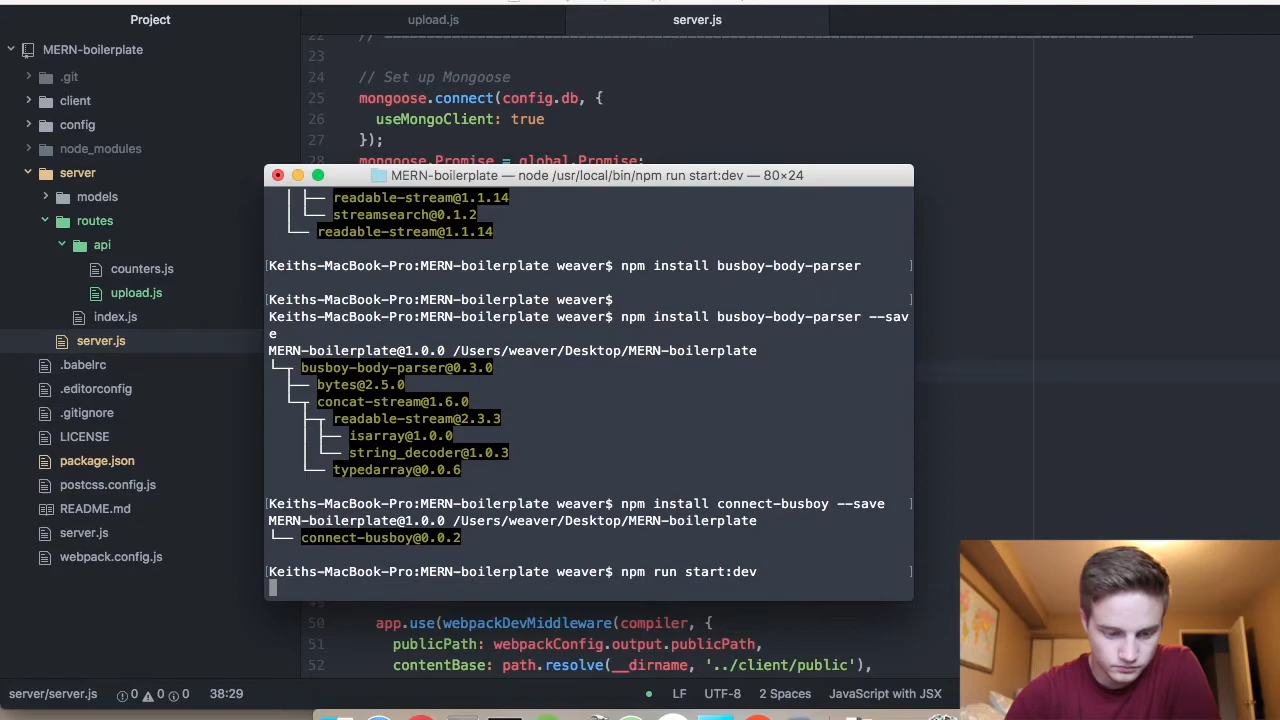 Project
upload.js
server.js
MERN-boilerplate
.git
client
config
node_modules
server
models
routes
api
counters.js
upload.js
index.js
server.js
.babelrc
.editorconfig
.gitignore
LICENSE
package.json
postcss.config.js
README.md
server.js
webpack.config.js
22 // ============
23
24 // Set up Mongoose
25 mongoose.connect(config.db, {
26 useMongoClient: true
27 });
28 mongoose.Promise = global.Promise;
MERN-boilerplate — node /usr/local/bin/npm run start:dev — 80×24
readable-stream@1.1.14
streamsearch@0.1.2
readable-stream@1.1.14
[Keiths-MacBook-Pro:MERN-boilerplate weaver$ npm install busboy-body-parser ]
[Keiths-MacBook-Pro:MERN-boilerplate weaver$ ]
Keiths-MacBook-Pro:MERN-boilerplate weaver$ npm install busboy-body-parser --sav
e
MERN-boilerplate@1.0.0 /Users/weaver/Desktop/MERN-boilerplate
busboy-body-parser@0.3.0
bytes@2.5.0
concat-stream@1.6.0
readable-stream@2.3.3
isarray@1.0.0
string_decoder@1.0.3
typedarray@0.0.6
[Keiths-MacBook-Pro:MERN-boilerplate weaver$ npm install connect-busboy --save ]
MERN-boilerplate@1.0.0 /Users/weaver/Desktop/MERN-boilerplate
connect-busboy@0.0.2
[Keiths-MacBook-Pro:MERN-boilerplate weaver$ npm run start:dev ]
49
50 app.use(webpackDevMiddleware(compiler, {
51 publicPath: webpackConfig.output.publicPath,
52 contentBase: path.resolve(__dirname, '../client/public'),
server/server.js 0 0 0 38:29
LF UTF-8 2 Spaces JavaScript with JSX